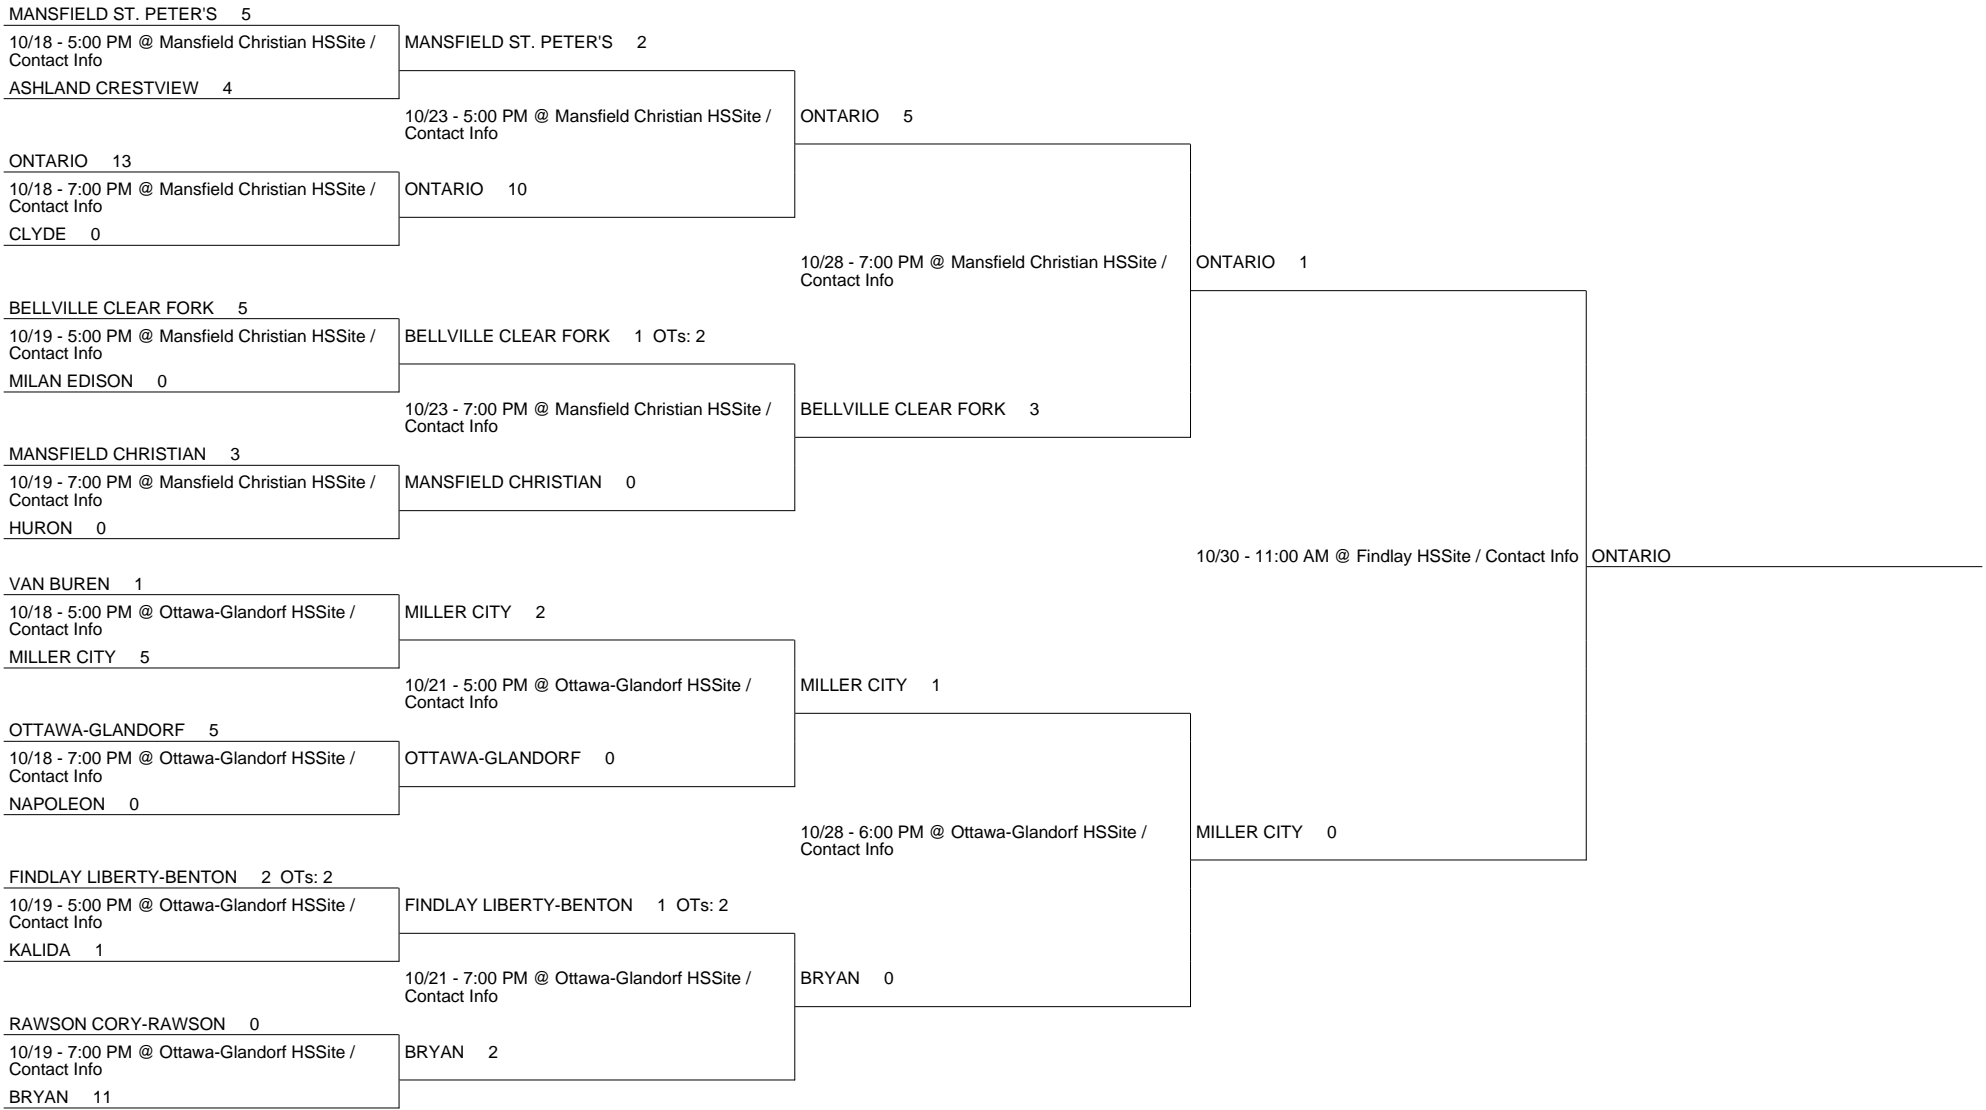 MANSFIELD ST. PETER'S 5
10/18 - 5:00 PM @ Mansfield Christian HSSite /
Contact Info
ASHLAND CRESTVIEW 4
ONTARIO 13
10/18 - 7:00 PM @ Mansfield Christian HSSite /
Contact Info
CLYDE 0
BELLVILLE CLEAR FORK 5
10/19 - 5:00 PM @ Mansfield Christian HSSite /
Contact Info
MILAN EDISON 0
MANSFIELD CHRISTIAN 3
10/19 - 7:00 PM @ Mansfield Christian HSSite /
Contact Info
HURON 0
VAN BUREN 1
10/18 - 5:00 PM @ Ottawa-Glandorf HSSite /
Contact Info
MILLER CITY 5
OTTAWA-GLANDORF 5
10/18 - 7:00 PM @ Ottawa-Glandorf HSSite /
Contact Info
NAPOLEON 0
FINDLAY LIBERTY-BENTON 2 OTs: 2
10/19 - 5:00 PM @ Ottawa-Glandorf HSSite /
Contact Info
KALIDA 1
RAWSON CORY-RAWSON 0
10/19 - 7:00 PM @ Ottawa-Glandorf HSSite /
Contact Info
BRYAN 11
MANSFIELD ST. PETER'S 2
10/23 - 5:00 PM @ Mansfield Christian HSSite /
Contact Info
ONTARIO 10
BELLVILLE CLEAR FORK 1 OTs: 2
10/23 - 7:00 PM @ Mansfield Christian HSSite /
Contact Info
MANSFIELD CHRISTIAN 0
MILLER CITY 2
10/21 - 5:00 PM @ Ottawa-Glandorf HSSite /
Contact Info
OTTAWA-GLANDORF 0
FINDLAY LIBERTY-BENTON 1 OTs: 2
10/21 - 7:00 PM @ Ottawa-Glandorf HSSite /
Contact Info
BRYAN 2
ONTARIO 5
10/28 - 7:00 PM @ Mansfield Christian HSSite /
Contact Info
BELLVILLE CLEAR FORK 3
MILLER CITY 1
10/28 - 6:00 PM @ Ottawa-Glandorf HSSite /
Contact Info
BRYAN 0
ONTARIO 1
10/30 - 11:00 AM @ Findlay HSSite / Contact Info
MILLER CITY 0
ONTARIO